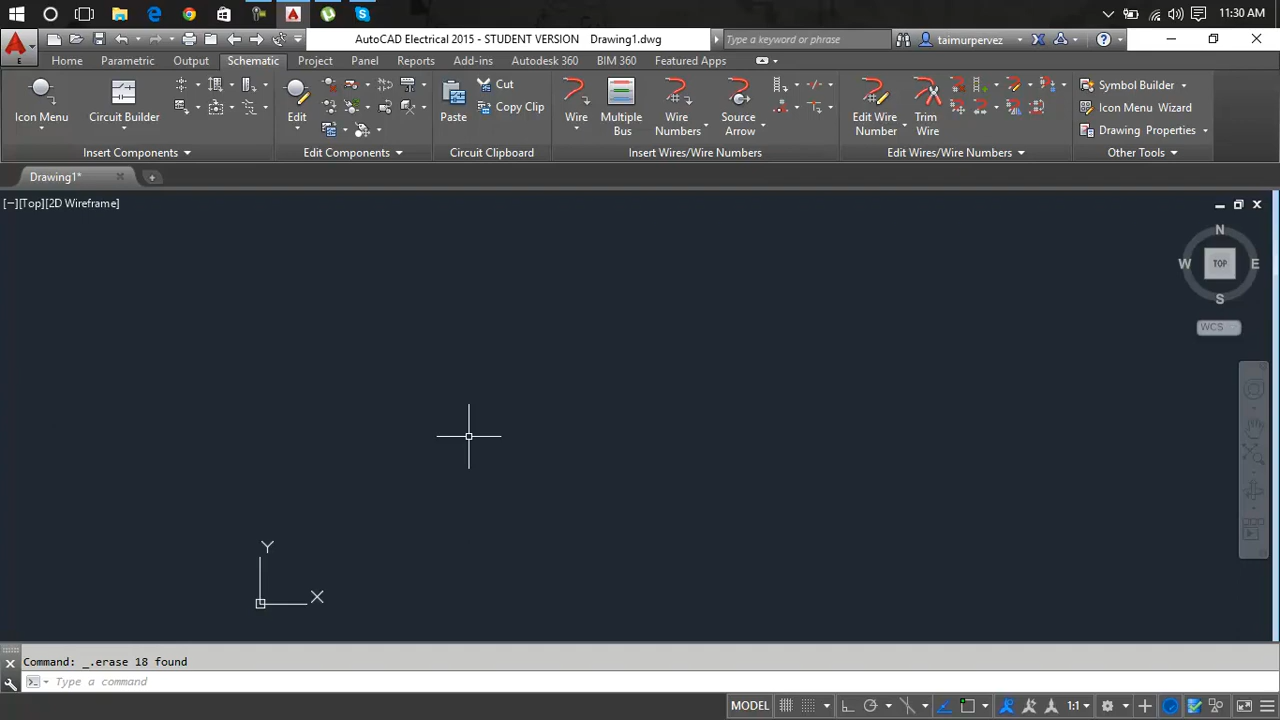 11:30 AM
AutoCAD Electrical 2015 - STUDENT VERSION Drawing1.dwg
Type a keyword or phrase
taimurpervez
E
Home Parametric Output Schematic Project Panel Reports Add-ins Autodesk 360 BIM 360 Featured Apps
Icon Menu
Circuit Builder
Insert Components
Edit
Edit Components
Paste
Cut
Copy Clip
Circuit Clipboard
Wire
Multiple Bus
Wire Numbers
Source Arrow
Insert Wires/Wire Numbers
Edit Wire Number
Trim Wire
Edit Wires/Wire Numbers
Symbol Builder
Icon Menu Wizard
Drawing Properties
Other Tools
Drawing1*
[−][Top][2D Wireframe]
N
W TOP E
S
WCS
Y
X
Command: _.erase 18 found
Type a command
MODEL
1:1